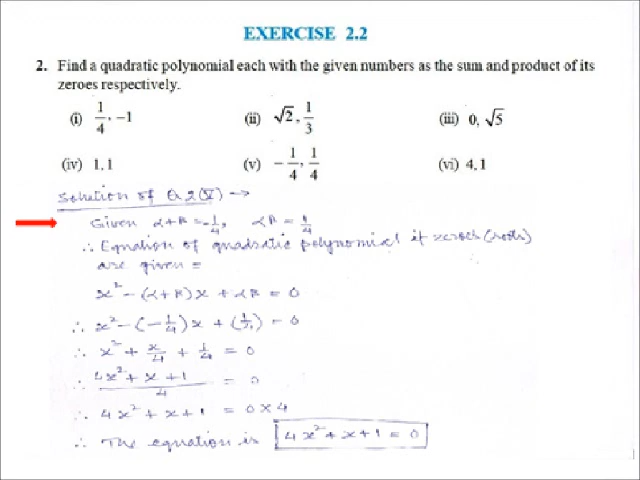 EXERCISE 2.2
2. Find a quadratic polynomial each with the given numbers as the sum and product of its
zeroes respectively.
(i) 1/4, -1 (ii) √2, 1/3 (iii) 0, √5
(iv) 1, 1 (v) -1/4, 1/4 (vi) 4, 1
Solution of Q.2(V) →
Given α+β = -1/4, αβ = 1/4
∴ Equation of quadratic polynomial if zeroes (roots)
are given =
x² - (α+β)x + αβ = 0
∴ x² - (-1/4)x + (1/4) = 0
∴ x² + x/4 + 1/4 = 0
∴ 4x² + x + 1 / 4 = 0
∴ 4x² + x + 1 = 0 × 4
∴ The equation is 4x² + x + 1 = 0